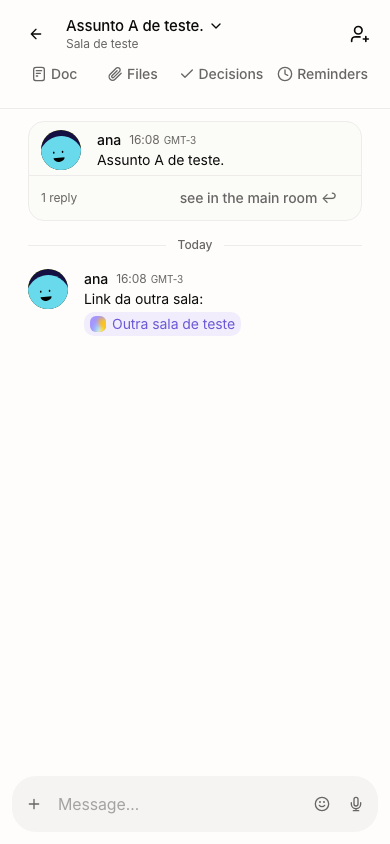 Assunto A de teste.
Sala de teste
Doc Files Decisions Reminders
ana 16:08 GMT-3
Assunto A de teste.
1 reply see in the main room
Today
ana 16:08 GMT-3
Link da outra sala:
Outra sala de teste
Message...